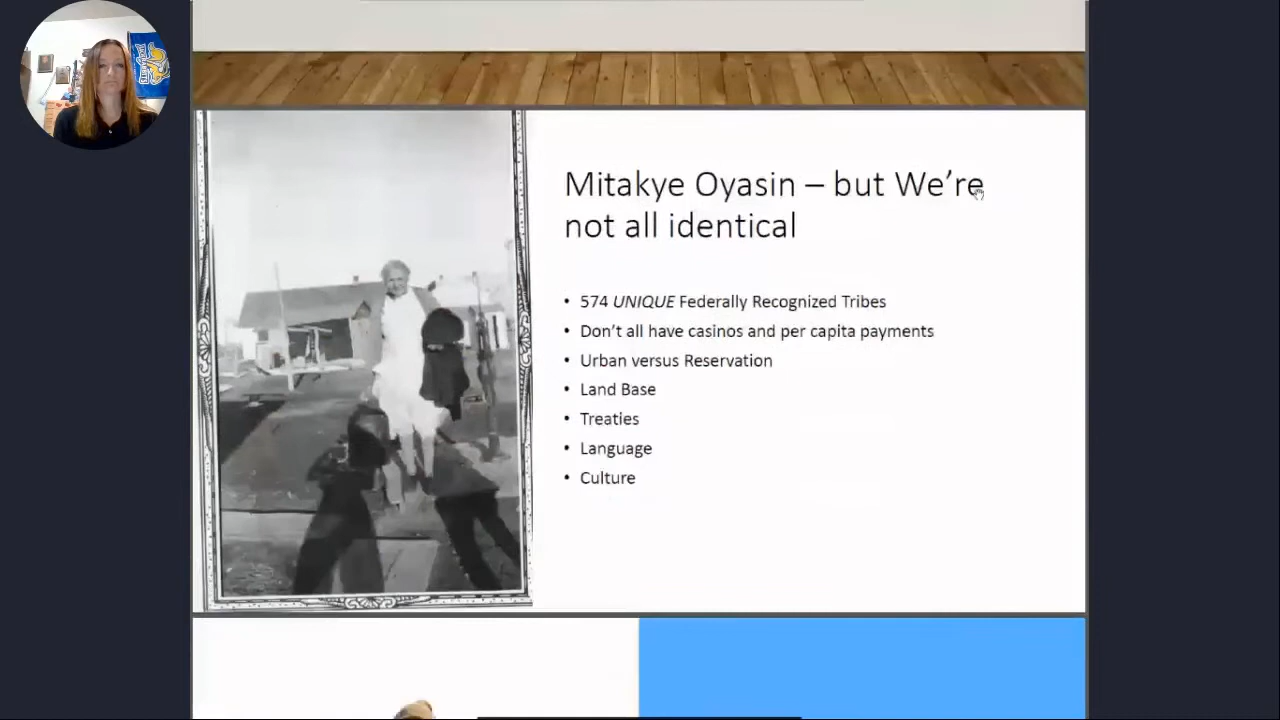 Mitakye Oyasin – but We’re
not all identical
• 574 UNIQUE Federally Recognized Tribes
• Don’t all have casinos and per capita payments
• Urban versus Reservation
• Land Base
• Treaties
• Language
• Culture